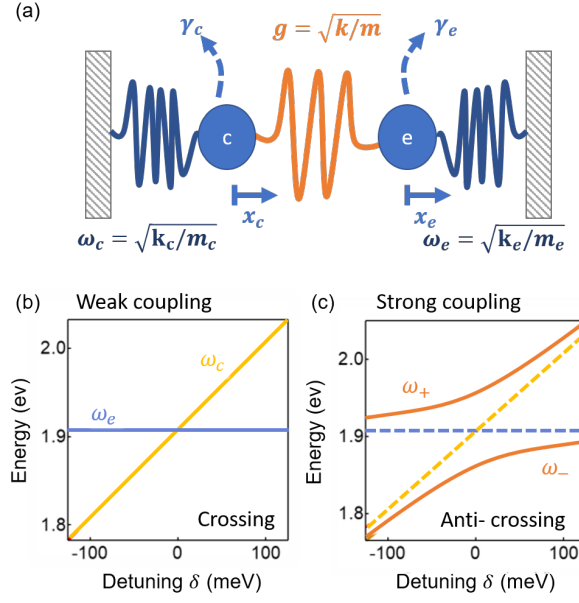 (a)
γc g = √k/m γe
c e
xc xe
ωc = √kc/mc ωe = √ke/me
(b) Weak coupling
Energy (ev)
2.0
1.9
1.8
ωc
ωe
Crossing
-100 0 100
Detuning δ (meV)
(c) Strong coupling
Energy (ev)
2.0
1.9
1.8
ω+
ω−
Anti- crossing
-100 0 100
Detuning δ (meV)